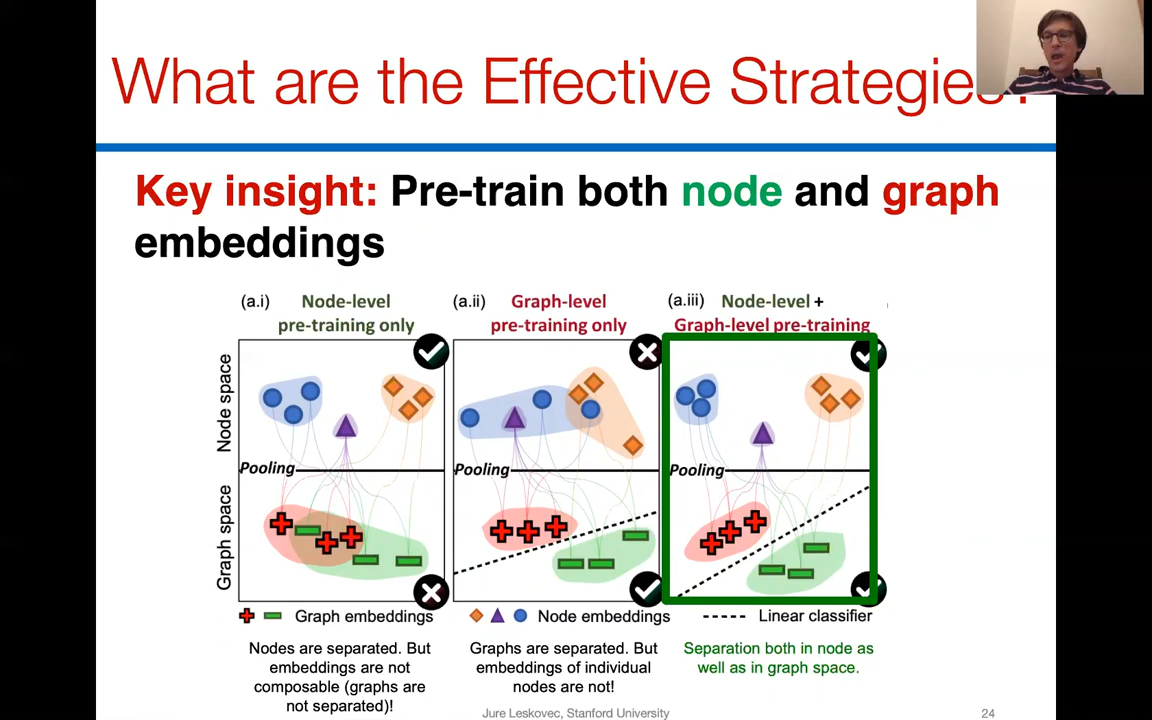 What are the Effective Strategies?
Key insight: Pre-train both node and graph
embeddings
(a.i) Node-level
pre-training only
(a.ii) Graph-level
pre-training only
(a.iii) Node-level +
Graph-level pre-training
Node space
Graph space
Pooling
Pooling
Pooling
Graph embeddings
Node embeddings
Linear classifier
Nodes are separated. But
embeddings are not
composable (graphs are
not separated)!
Graphs are separated. But
embeddings of individual
nodes are not!
Separation both in node as
well as in graph space.
Jure Leskovec, Stanford University
24